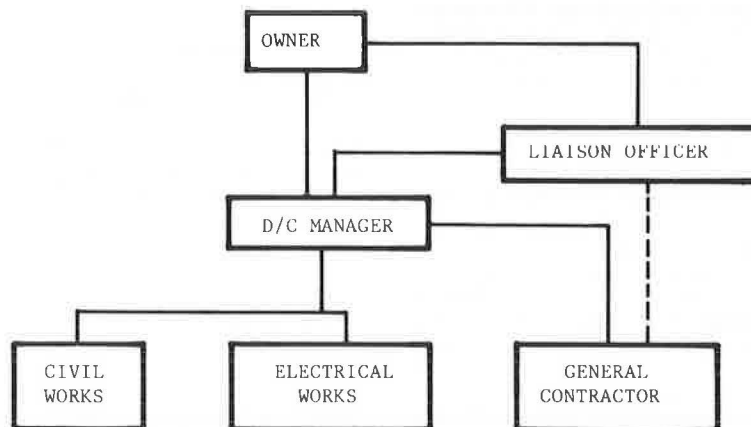 OWNER
LIAISON OFFICER
D/C MANAGER
CIVIL
WORKS
ELECTRICAL
WORKS
GENERAL
CONTRACTOR